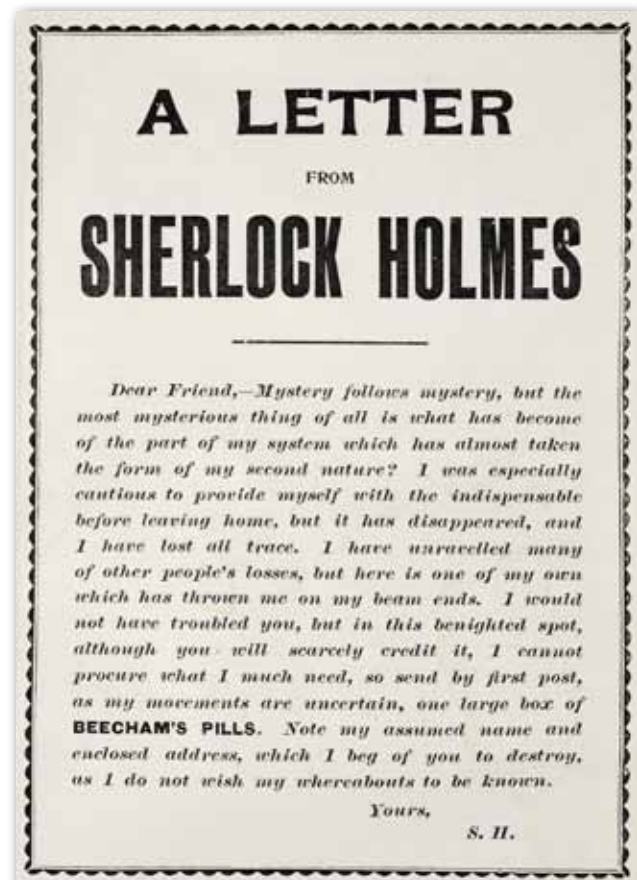 A LETTER
FROM
SHERLOCK HOLMES
Dear Friend,—Mystery follows mystery, but the
most mysterious thing of all is what has become
of the part of my system which has almost taken
the form of my second nature? I was especially
cautious to provide myself with the indispensable
before leaving home, but it has disappeared, and
I have lost all trace. I have unravelled many
of other people's losses, but here is one of my own
which has thrown me on my beam ends. I would
not have troubled you, but in this benighted spot,
although you will scarcely credit it, I cannot
procure what I much need, so send by first post,
as my movements are uncertain, one large box of
BEECHAM'S PILLS. Note my assumed name and
enclosed address, which I beg of you to destroy,
as I do not wish my whereabouts to be known.
Yours,
S. H.